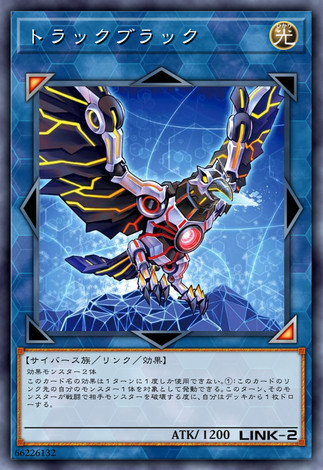 トラックブラック
光
【サイバース族／リンク／効果】
効果モンスター２体
このカード名の効果は１ターンに１度しか使用できない。①：このカードのリ
ンク先の自分のモンスター１体を対象として発動できる。このターン、そのモ
ンスターが戦闘で相手モンスターを破壊する度に、自分はデッキから１枚ドロ
ーする。
ATK/1200 LINK-2
66226132